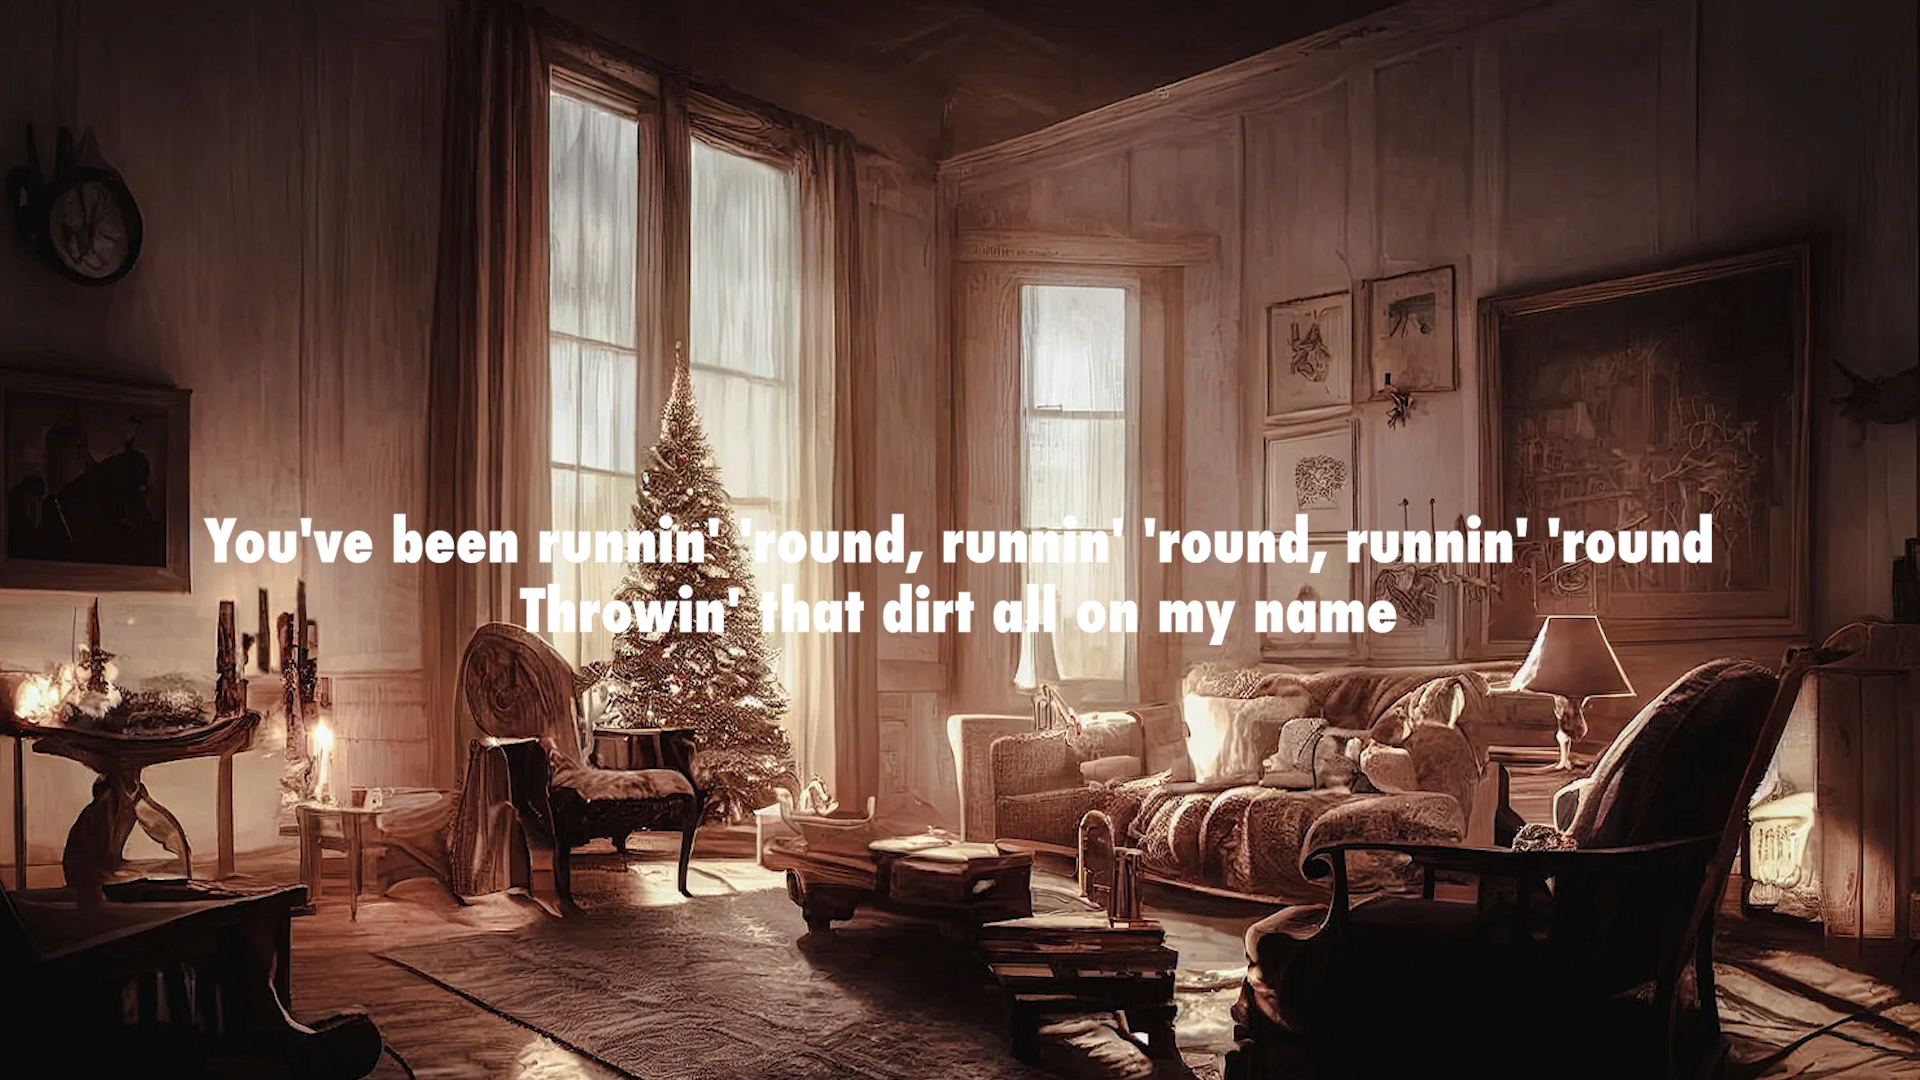 You've been runnin' 'round, runnin' 'round, runnin' 'round
Throwin' that dirt all on my name